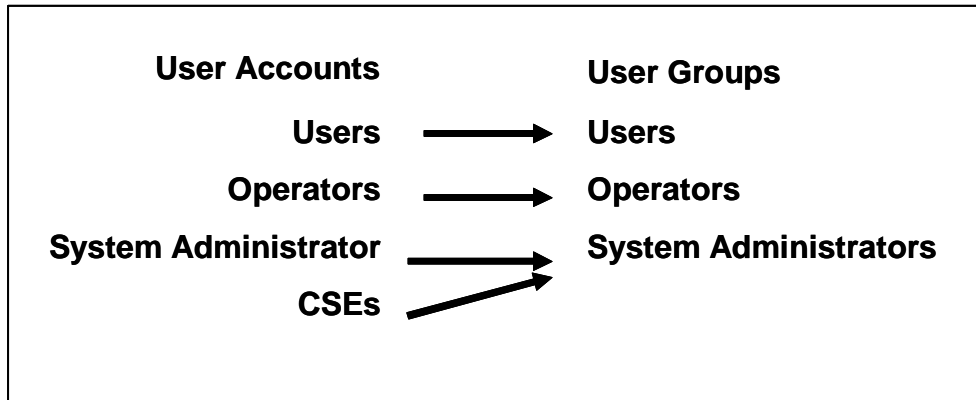 User Accounts User Groups
Users Users
Operators Operators
System Administrator System Administrators
CSEs